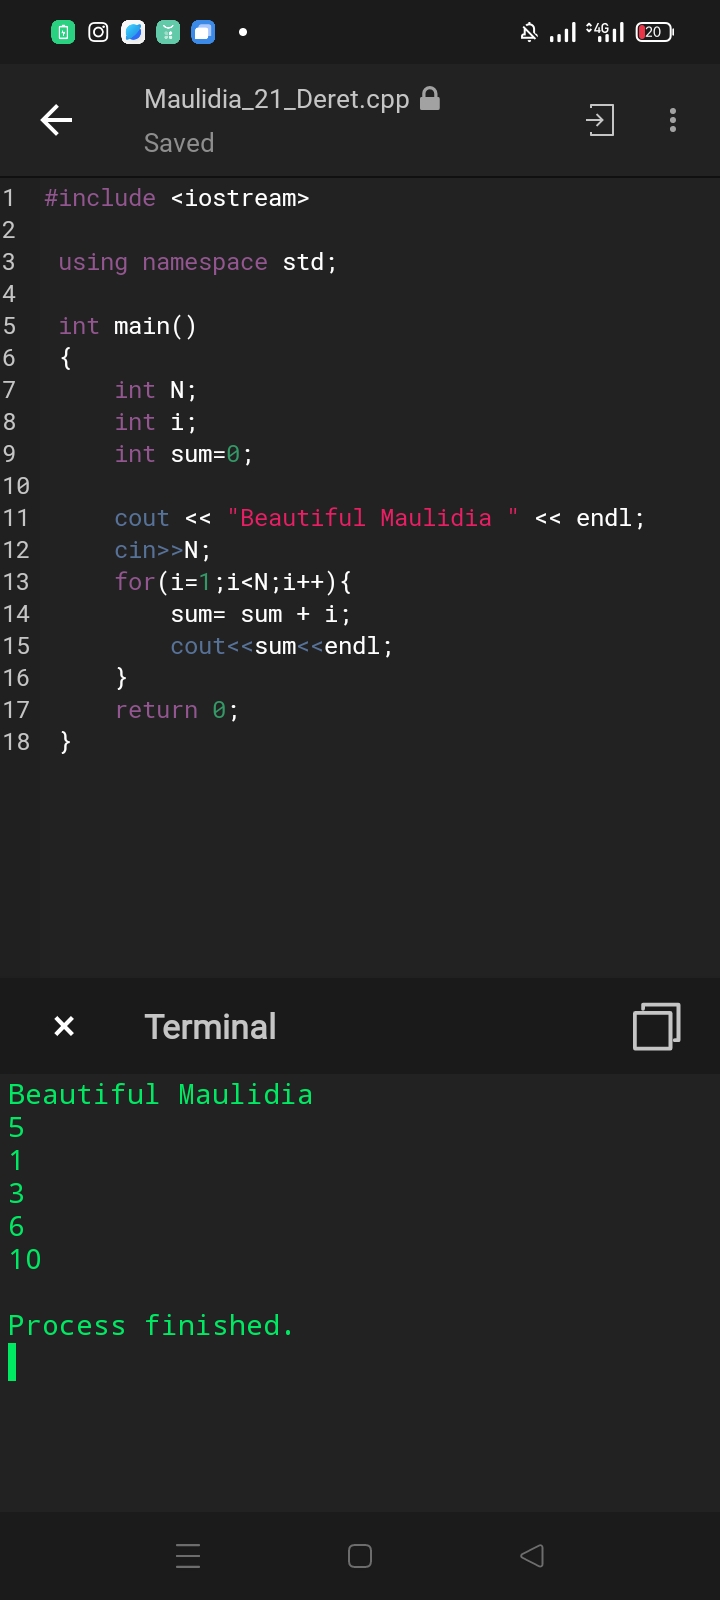 4G 20
Maulidia_21_Deret.cpp
Saved
1 #include <iostream>
2
3 using namespace std;
4
5 int main()
6 {
7 int N;
8 int i;
9 int sum=0;
10
11 cout << "Beautiful Maulidia " << endl;
12 cin>>N;
13 for(i=1;i<N;i++){
14 sum= sum + i;
15 cout<<sum<<endl;
16 }
17 return 0;
18 }
Terminal
Beautiful Maulidia
5
1
3
6
10
Process finished.